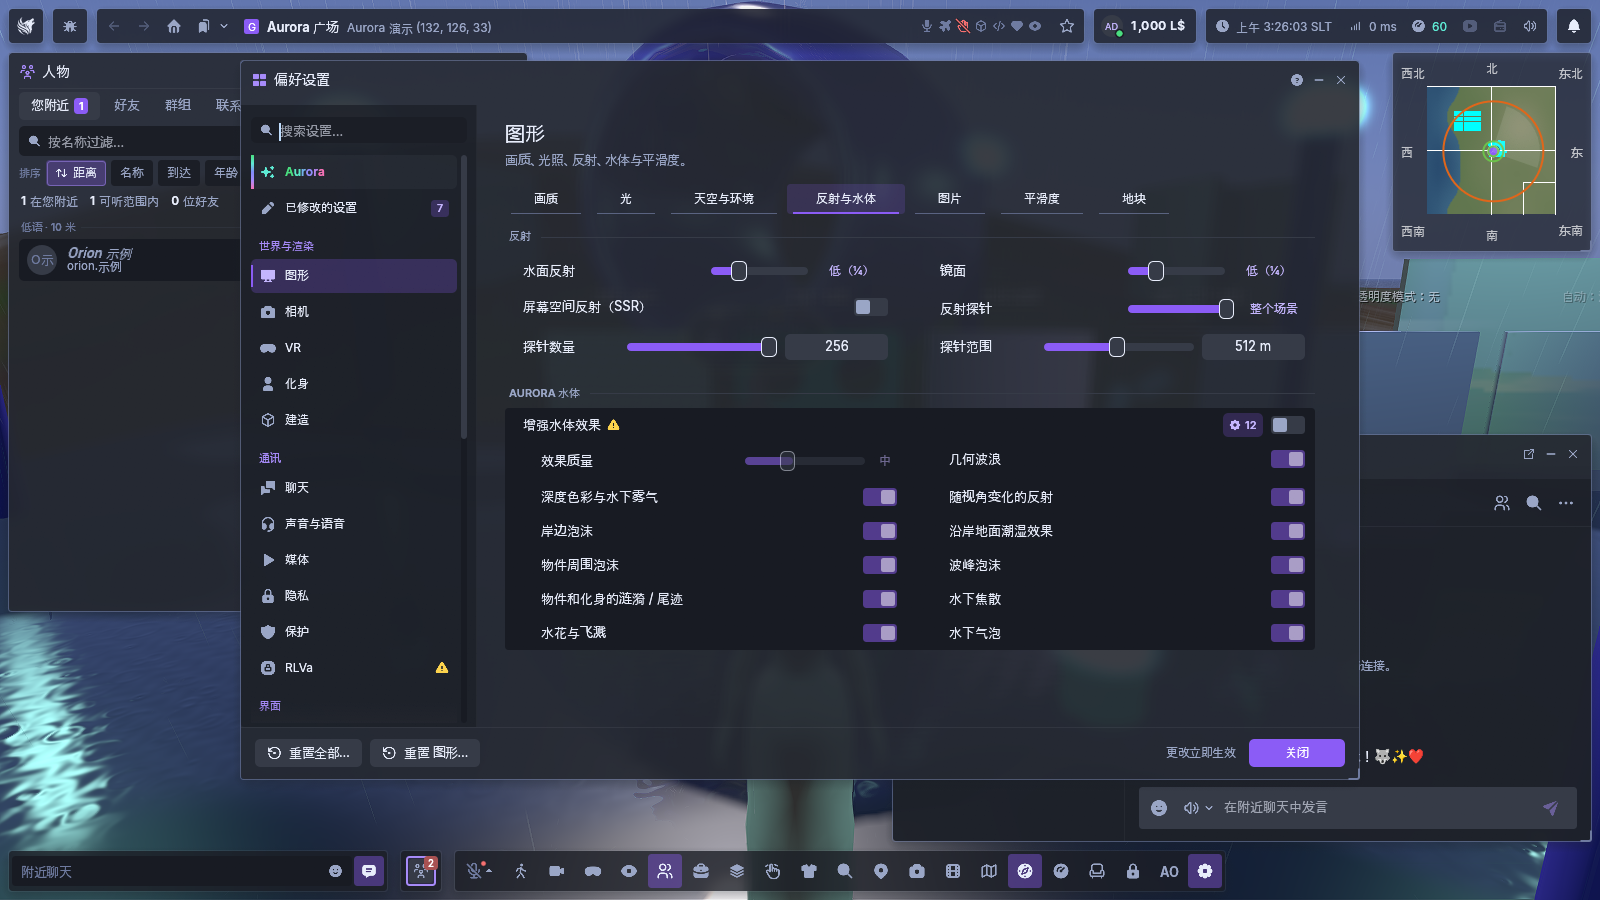 Aurora 广场 Aurora 演示 (132, 126, 33)
AD 1,000 L$
上午 3:26:03 SLT 0 ms 60
人物
您附近 1 好友 群组 联系
按名称过滤...
排序 距离 名称 到达 年龄
1 在您附近 1 可听范围内 0 位好友
低语 · 10 米
O示 Orion 示例
orion.示例
偏好设置
搜索设置...
Aurora
已修改的设置 7
世界与渲染
图形
相机
VR
化身
建造
通讯
聊天
声音与语音
媒体
隐私
保护
RLVa
界面
图形
画质、光照、反射、水体与平滑度。
画质 光 天空与环境 反射与水体 图片 平滑度 地块
反射
水面反射 低 (¼) 镜面 低 (¼)
屏幕空间反射 (SSR) 反射探针 整个场景
探针数量 256 探针范围 512 m
AURORA 水体
增强水体效果 12
效果质量 中 几何波浪
深度色彩与水下雾气 随视角变化的反射
岸边泡沫 沿岸地面潮湿效果
物件周围泡沫 波峰泡沫
物件和化身的涟漪 / 尾迹 水下焦散
水花与飞溅 水下气泡
重置全部... 重置 图形... 更改立即生效 关闭
西北 北 东北
西 东
西南 南 东南
透明度模式：无 自动：
连接。
！🐺✨❤️
在附近聊天中发言
附近聊天
2
AO